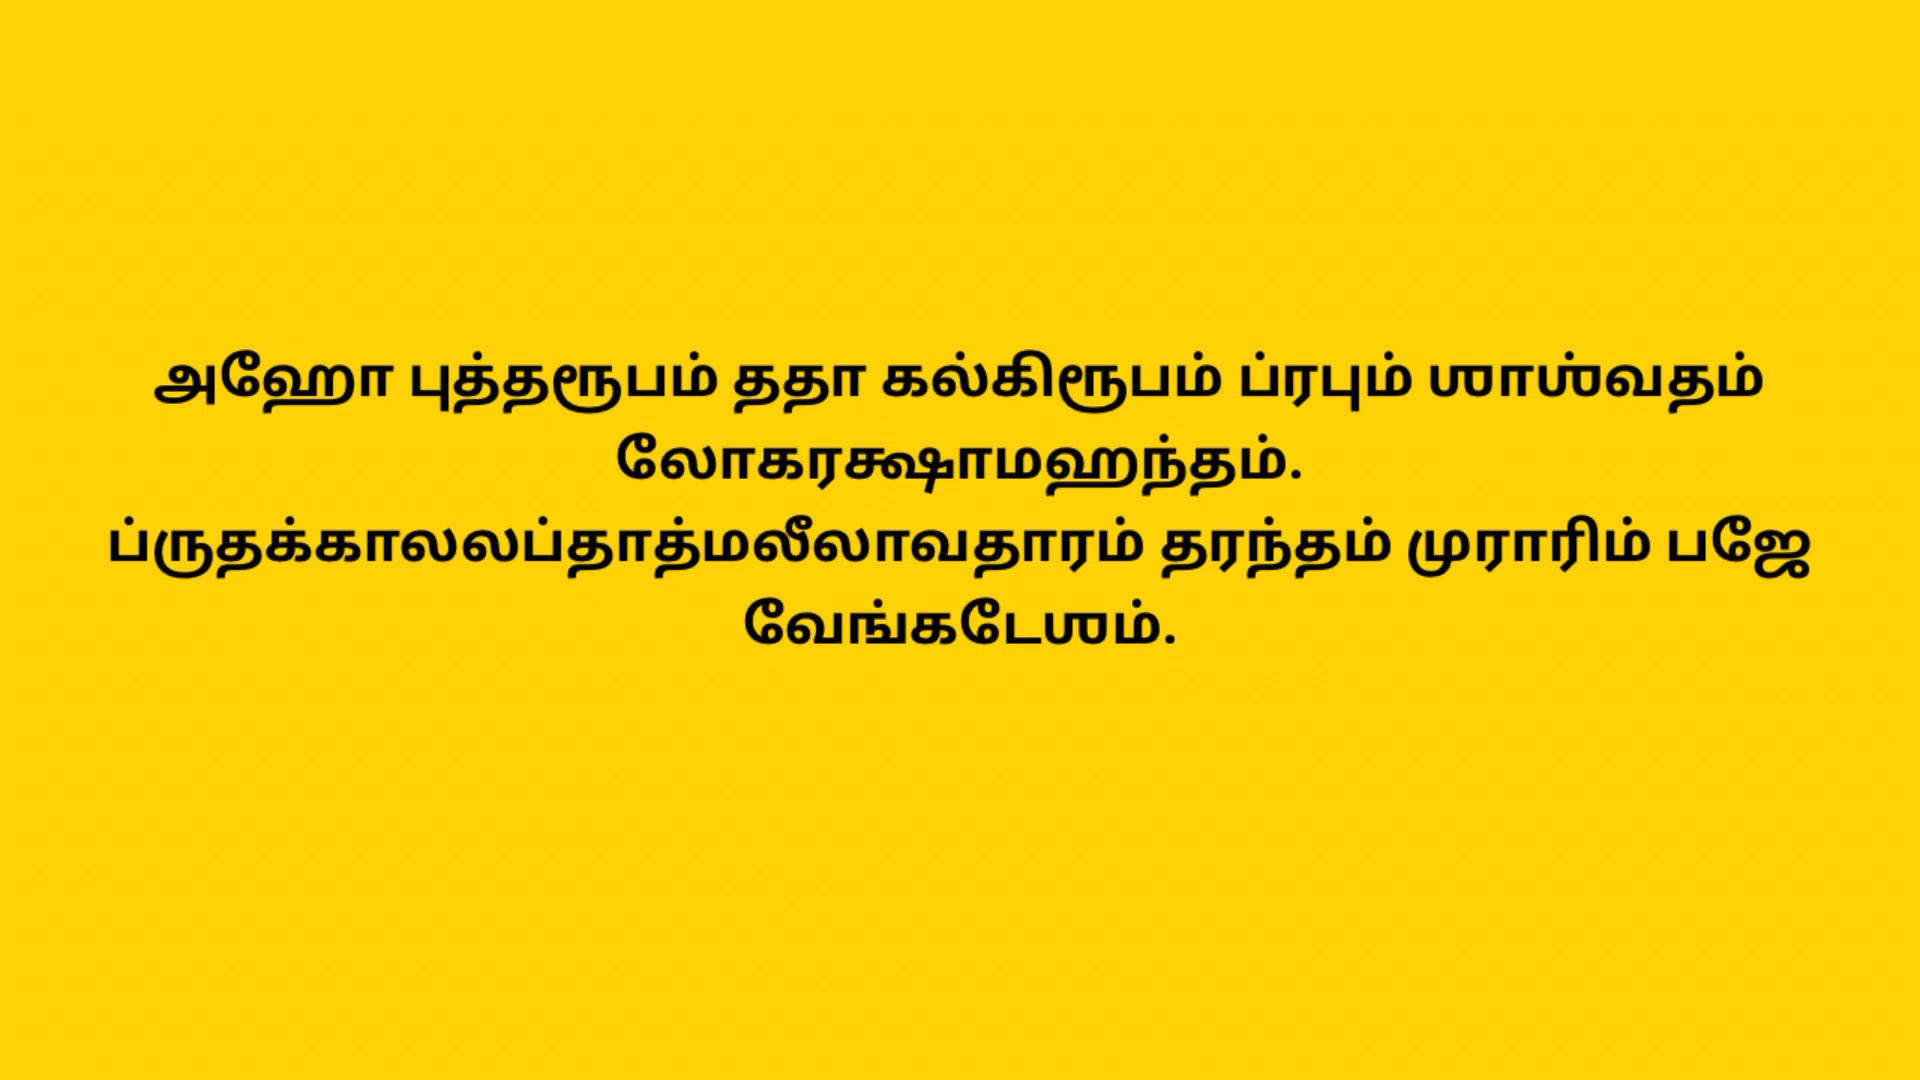 அஹோ புத்தரூபம் ததா கல்கிரூபம் ப்ரபும் ஶாஶ்வதம்
லோகரக்ஷாமஹந்தம்.
ப்ருதக்காலலப்தாத்மலீலாவதாரம் தரந்தம் முராரிம் பஜே
வேங்கடேஶம்.